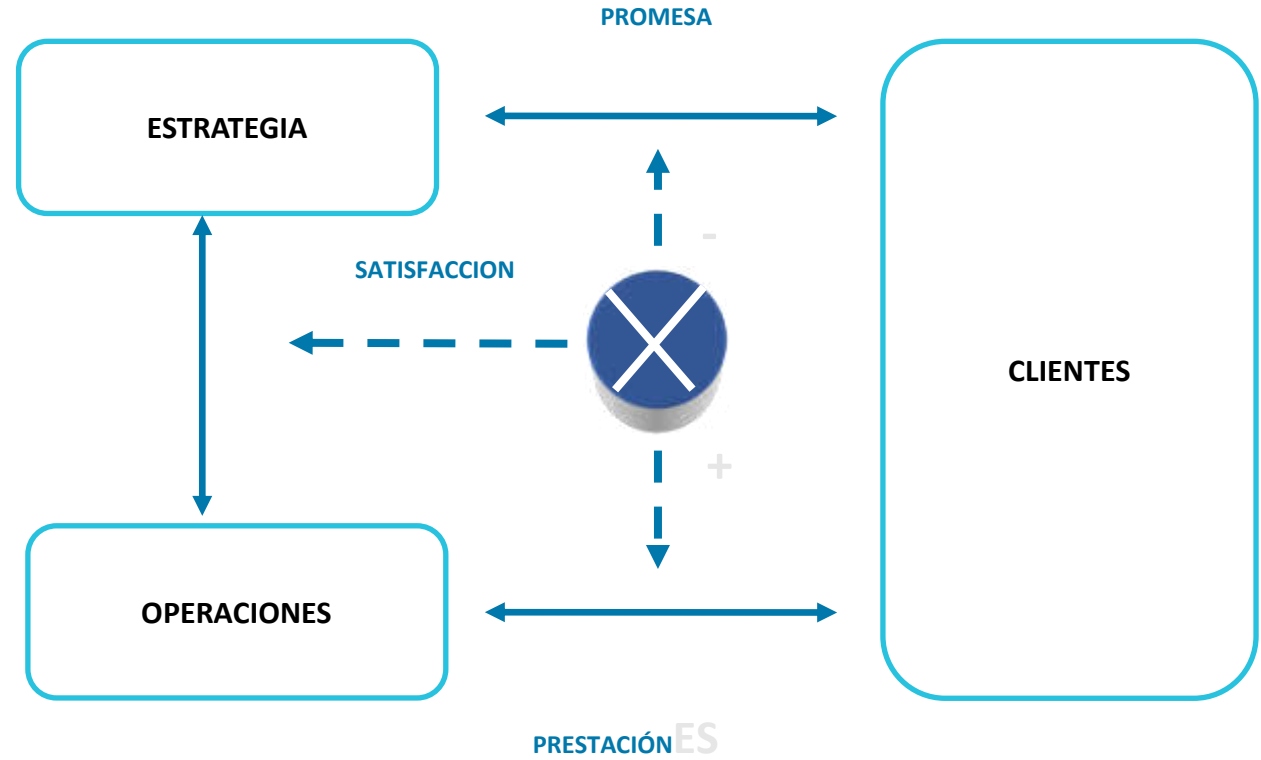 PROMESA
ESTRATEGIA
-
SATISFACCION
CLIENTES
+
OPERACIONES
PRESTACIÓNES